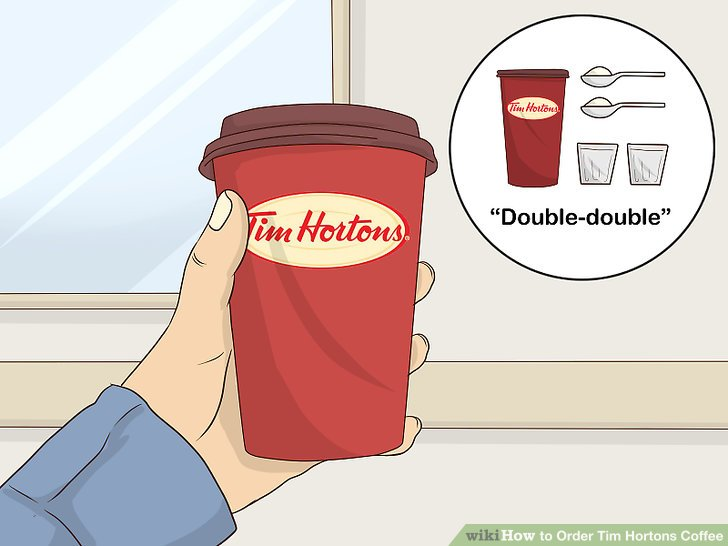 Tim Hortons
“Double-double”
Tim Hortons
wikiHow to Order Tim Hortons Coffee